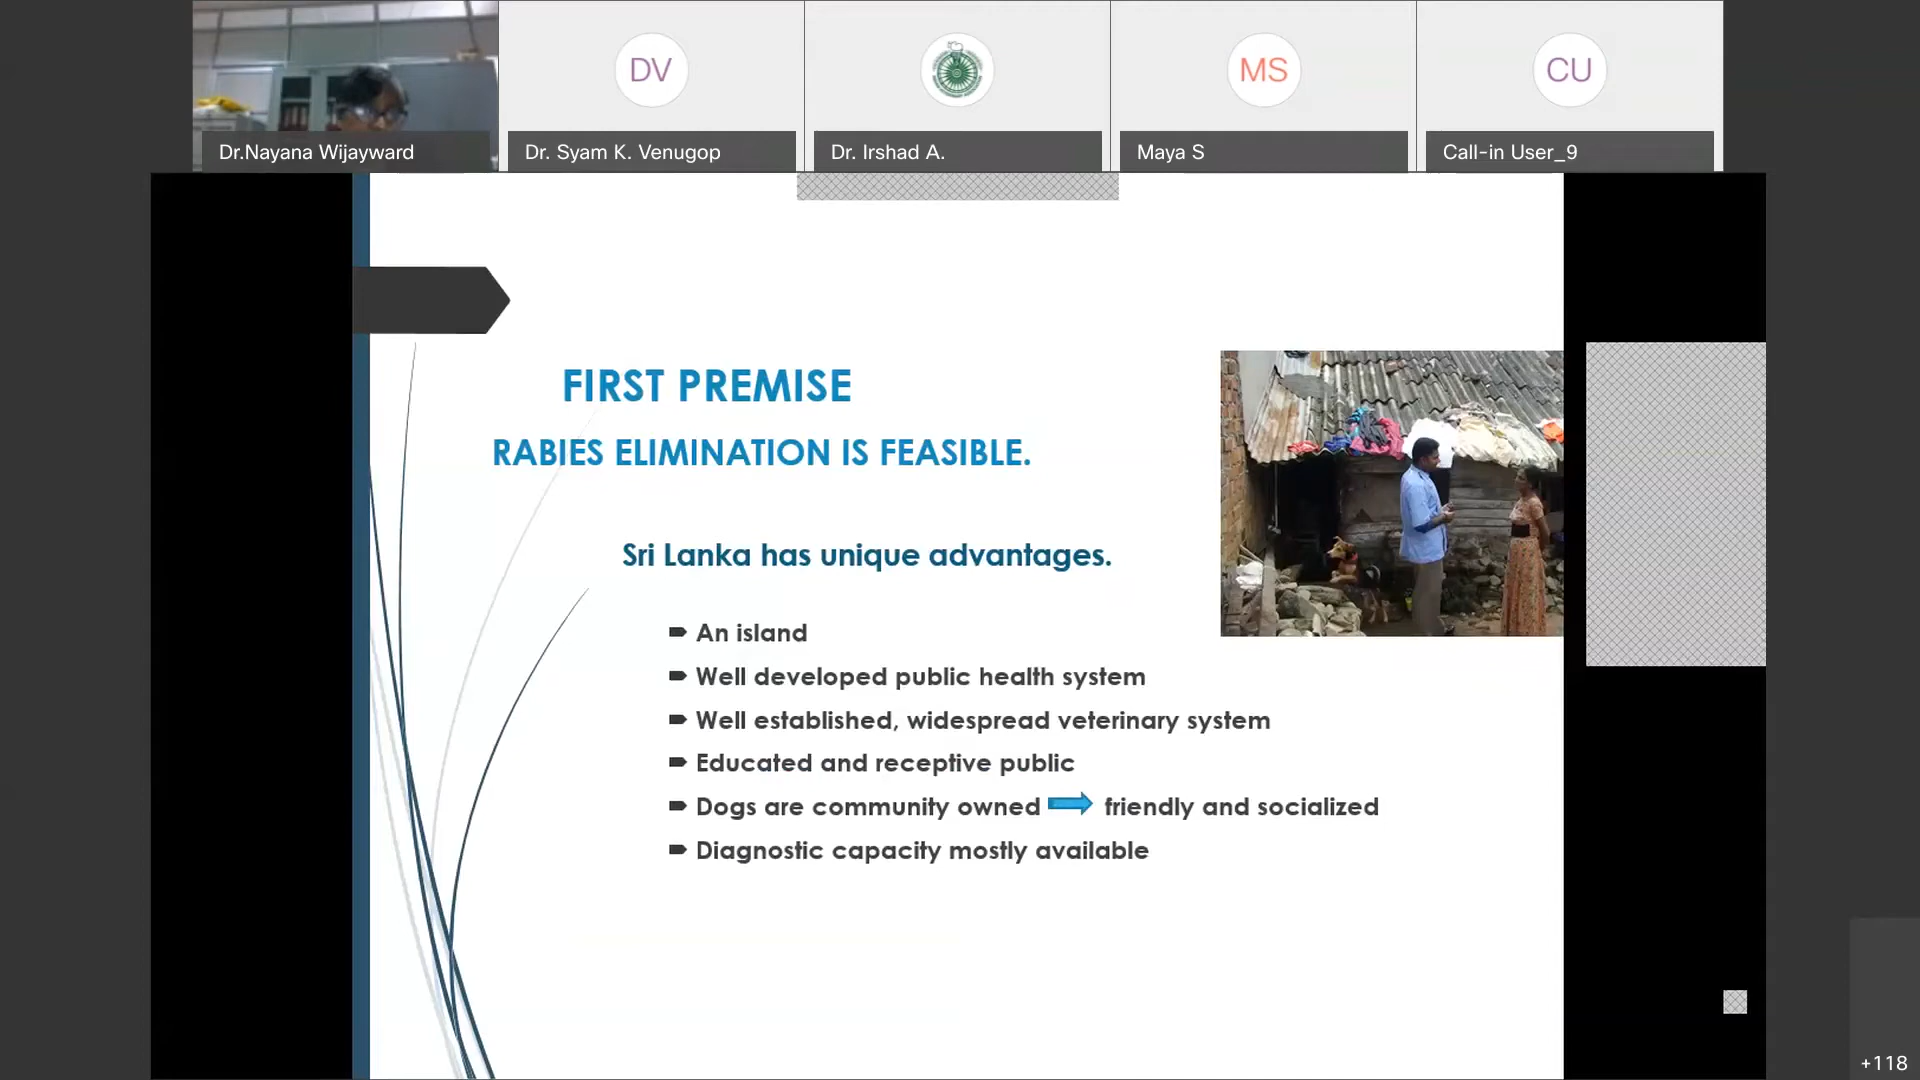 DV
MS
CU
Dr.Nayana Wijayward
Dr. Syam K. Venugop
Dr. Irshad A.
Maya S
Call-in User_9
FIRST PREMISE
RABIES ELIMINATION IS FEASIBLE.
Sri Lanka has unique advantages.
An island
Well developed public health system
Well established, widespread veterinary system
Educated and receptive public
Dogs are community owned friendly and socialized
Diagnostic capacity mostly available
+118